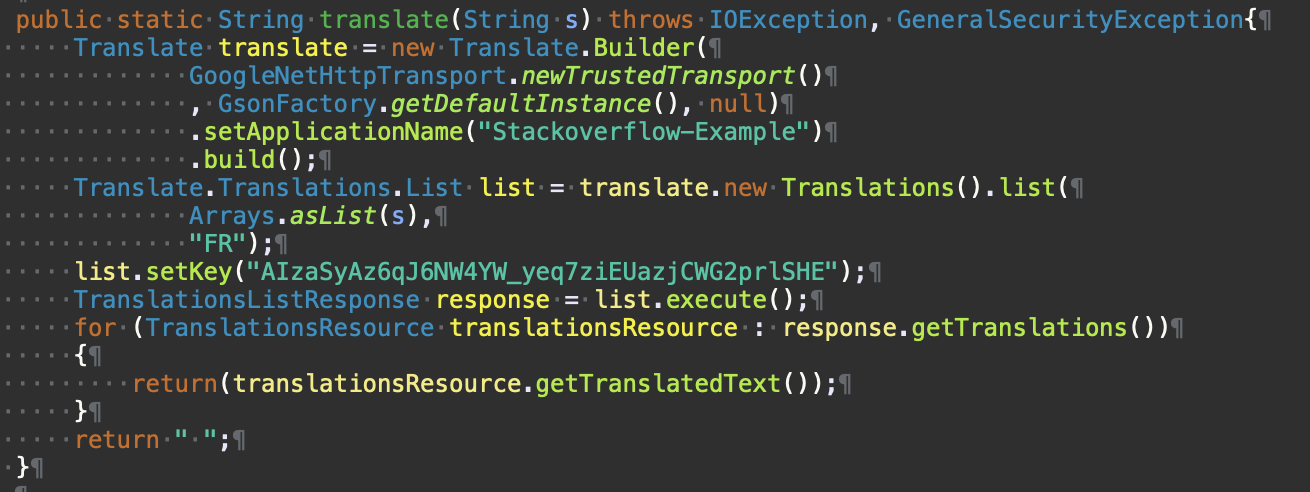 public static String translate(String s) throws IOException, GeneralSecurityException{¶
Translate translate = new Translate.Builder(¶
GoogleNetHttpTransport.newTrustedTransport()¶
, GsonFactory.getDefaultInstance(), null)¶
.setApplicationName("Stackoverflow-Example")¶
.build();¶
Translate.Translations.List list = translate.new Translations().list(¶
Arrays.asList(s),¶
"FR");¶
list.setKey("AIzaSyAz6qJ6NW4YW_yeq7ziEUazjCWG2prlSHE");¶
TranslationsListResponse response = list.execute();¶
for (TranslationsResource translationsResource : response.getTranslations())¶
{¶
return(translationsResource.getTranslatedText());¶
}¶
return " ";¶
}¶